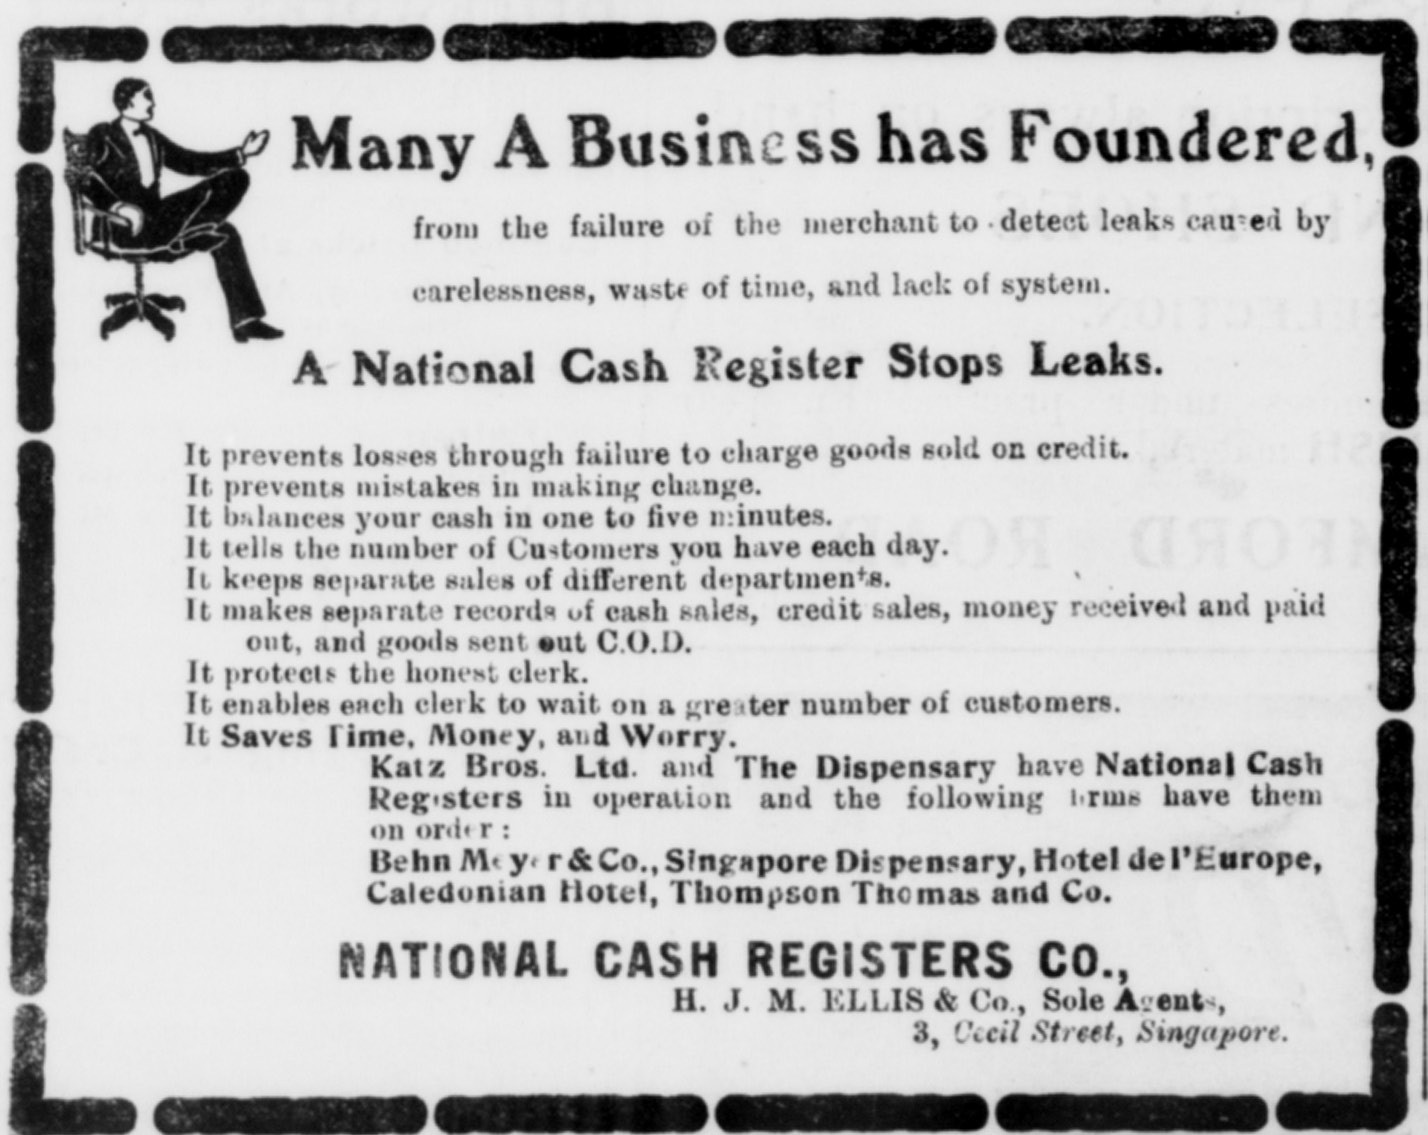 Many A Business has Foundered,
from the failure of the merchant to detect leaks caused by
carelessness, waste of time, and lack of system.
A National Cash Register Stops Leaks.
It prevents losses through failure to charge goods sold on credit.
It prevents mistakes in making change.
It balances your cash in one to five minutes.
It tells the number of Customers you have each day.
It keeps separate sales of different departments.
It makes separate records of cash sales, credit sales, money received and paid
out, and goods sent out C.O.D.
It protects the honest clerk.
It enables each clerk to wait on a greater number of customers.
It Saves Time, Money, and Worry.
Katz Bros. Ltd. and The Dispensary have National Cash
Registers in operation and the following firms have them
on order:
Behn Meyer & Co., Singapore Dispensary, Hotel de l'Europe,
Caledonian Hotel, Thompson Thomas and Co.
NATIONAL CASH REGISTERS CO.,
H. J. M. ELLIS & Co., Sole Agents,
3, Cecil Street, Singapore.